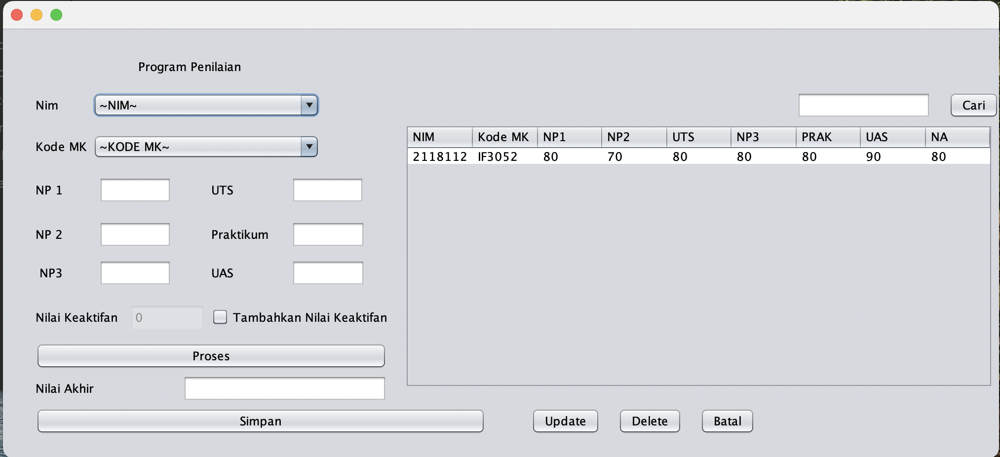 Program Penilaian
Nim ~NIM~
Cari
Kode MK ~KODE MK~
NIM Kode MK NP1 NP2 UTS NP3 PRAK UAS NA
2118112 IF3052 80 70 80 80 80 90 80
NP 1 UTS
NP 2 Praktikum
NP3 UAS
Nilai Keaktifan 0 Tambahkan Nilai Keaktifan
Proses
Nilai Akhir
Simpan Update Delete Batal